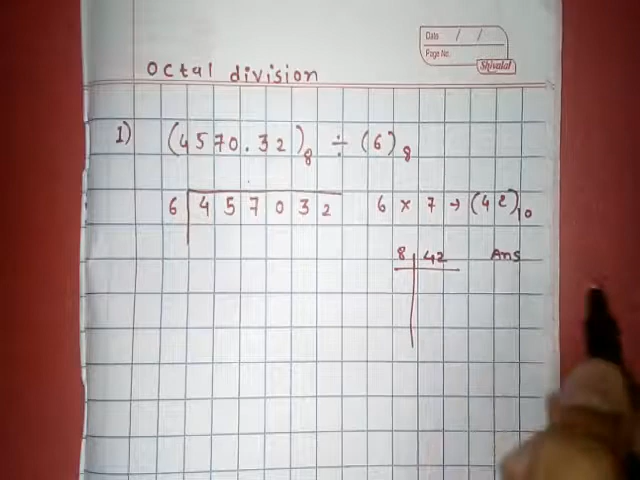 Date / /
Page No.
Shivalal
Octal division
1) (4570.32)8 ÷ (6)8
6 4 5 7 0 3 2
6 x 7 → (42)10
8 42 Ans